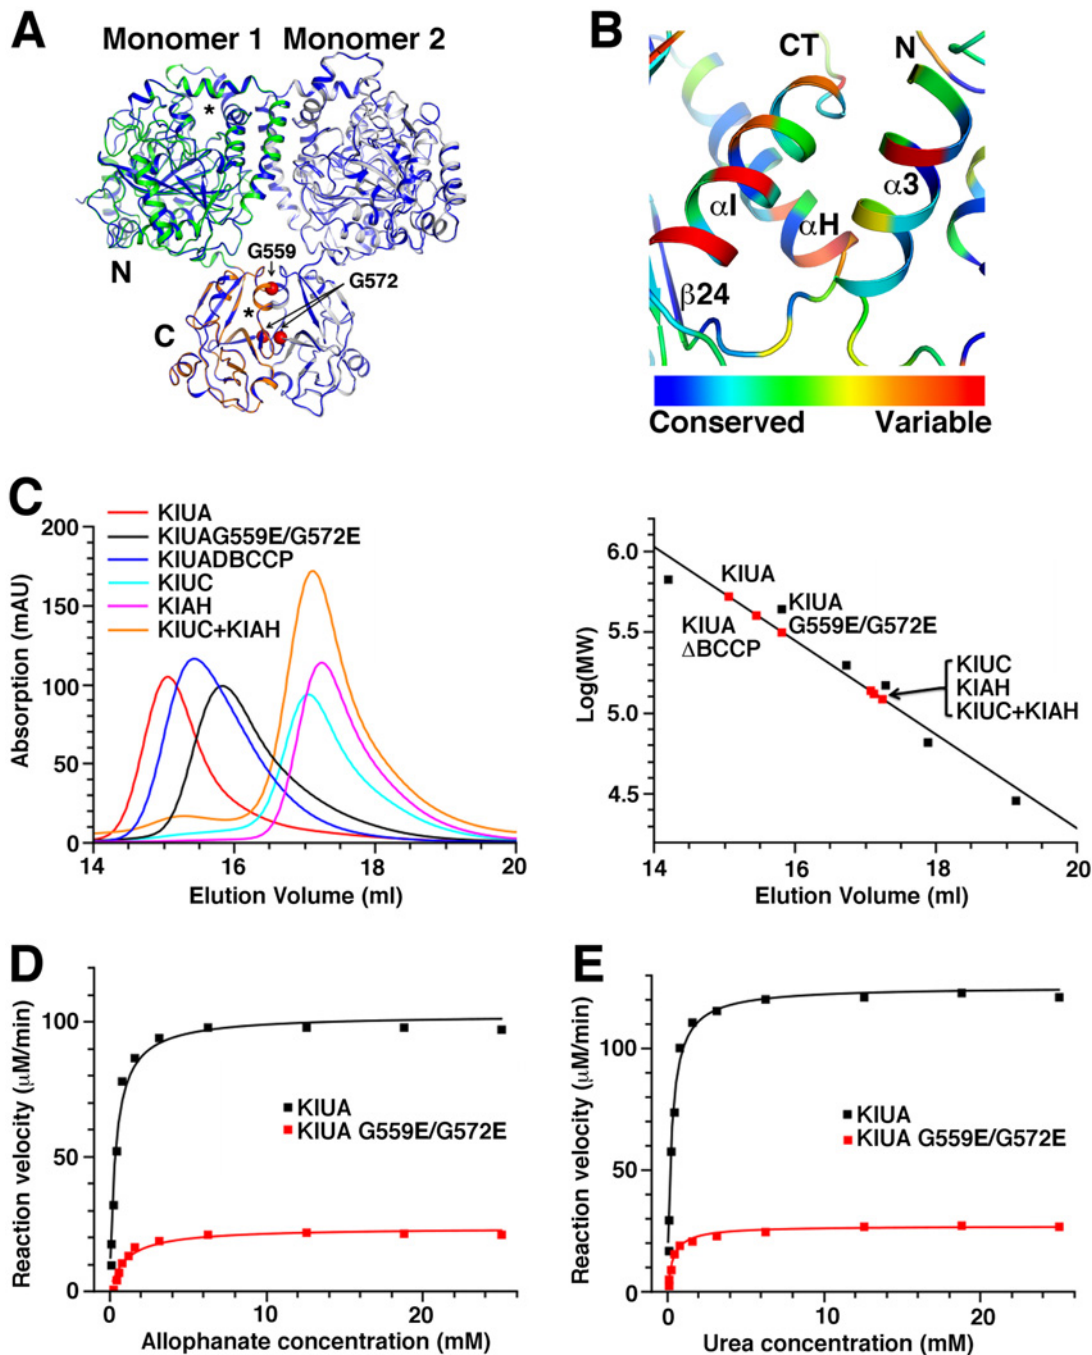 A
Monomer 1 Monomer 2
*
N
G559
G572
*
C
B
CT
N
α3
αI
αH
β24
Conserved Variable
C
KIUA
KIUAG559E/G572E
KIUADBCCP
KIUC
KIAH
KIUC+KIAH
200
150
100
50
0
14 16 18 20
Absorption (mAU)
Elution Volume (ml)
6.0
5.5
5.0
4.5
14 16 18 20
Log(MW)
Elution Volume (ml)
KIUA
KIUA
G559E/G572E
KIUA
ΔBCCP
KIUC
KIAH
KIUC+KIAH
D
100
50
0
0 10 20
Reaction velocity (μM/min)
Allophanate concentration (mM)
KIUA
KIUA G559E/G572E
E
100
50
0
0 10 20
Reaction velocity (μM/min)
Urea concentration (mM)
KIUA
KIUA G559E/G572E